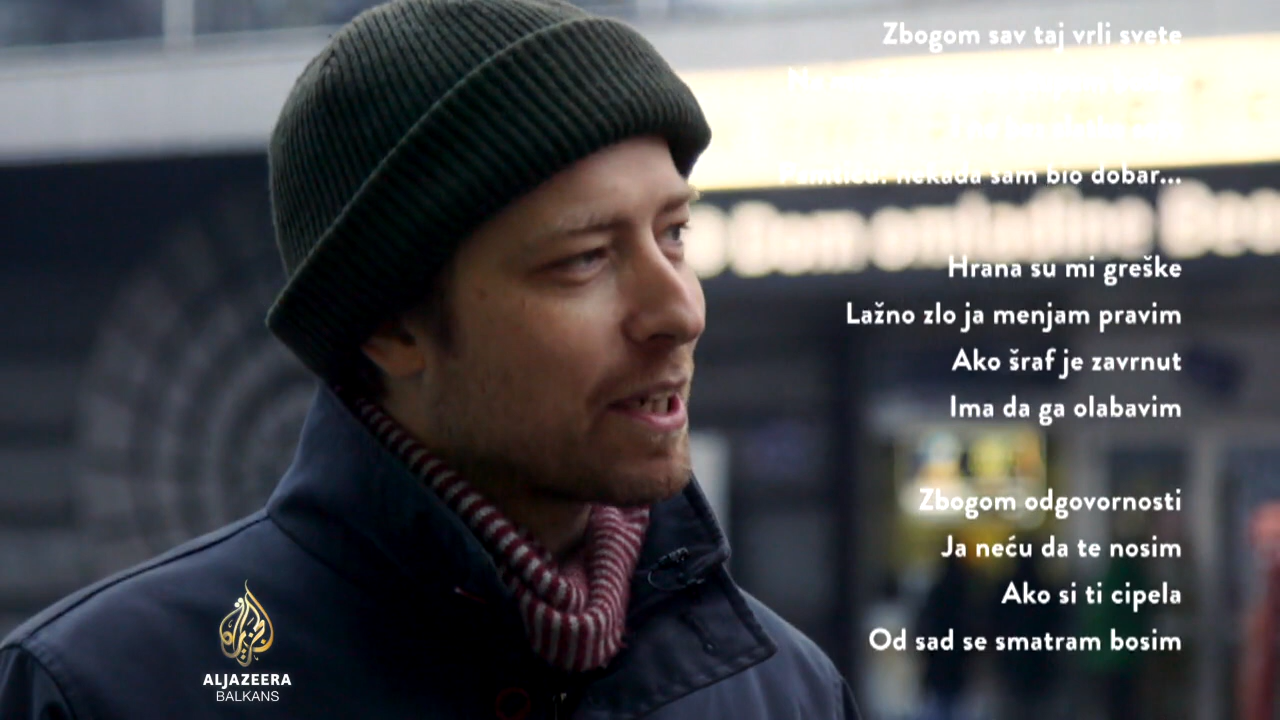 Zbogom sav taj vrli svete
nekada sam bio dobar...
Dom omladine Beo
Hrana su mi greške
Lažno zlo ja menjam pravim
Ako šraf je zavrnut
Ima da ga olabavim
Zbogom odgovornosti
Ja neću da te nosim
Ako si ti cipela
Od sad se smatram bosim
ALJAZEERA
BALKANS